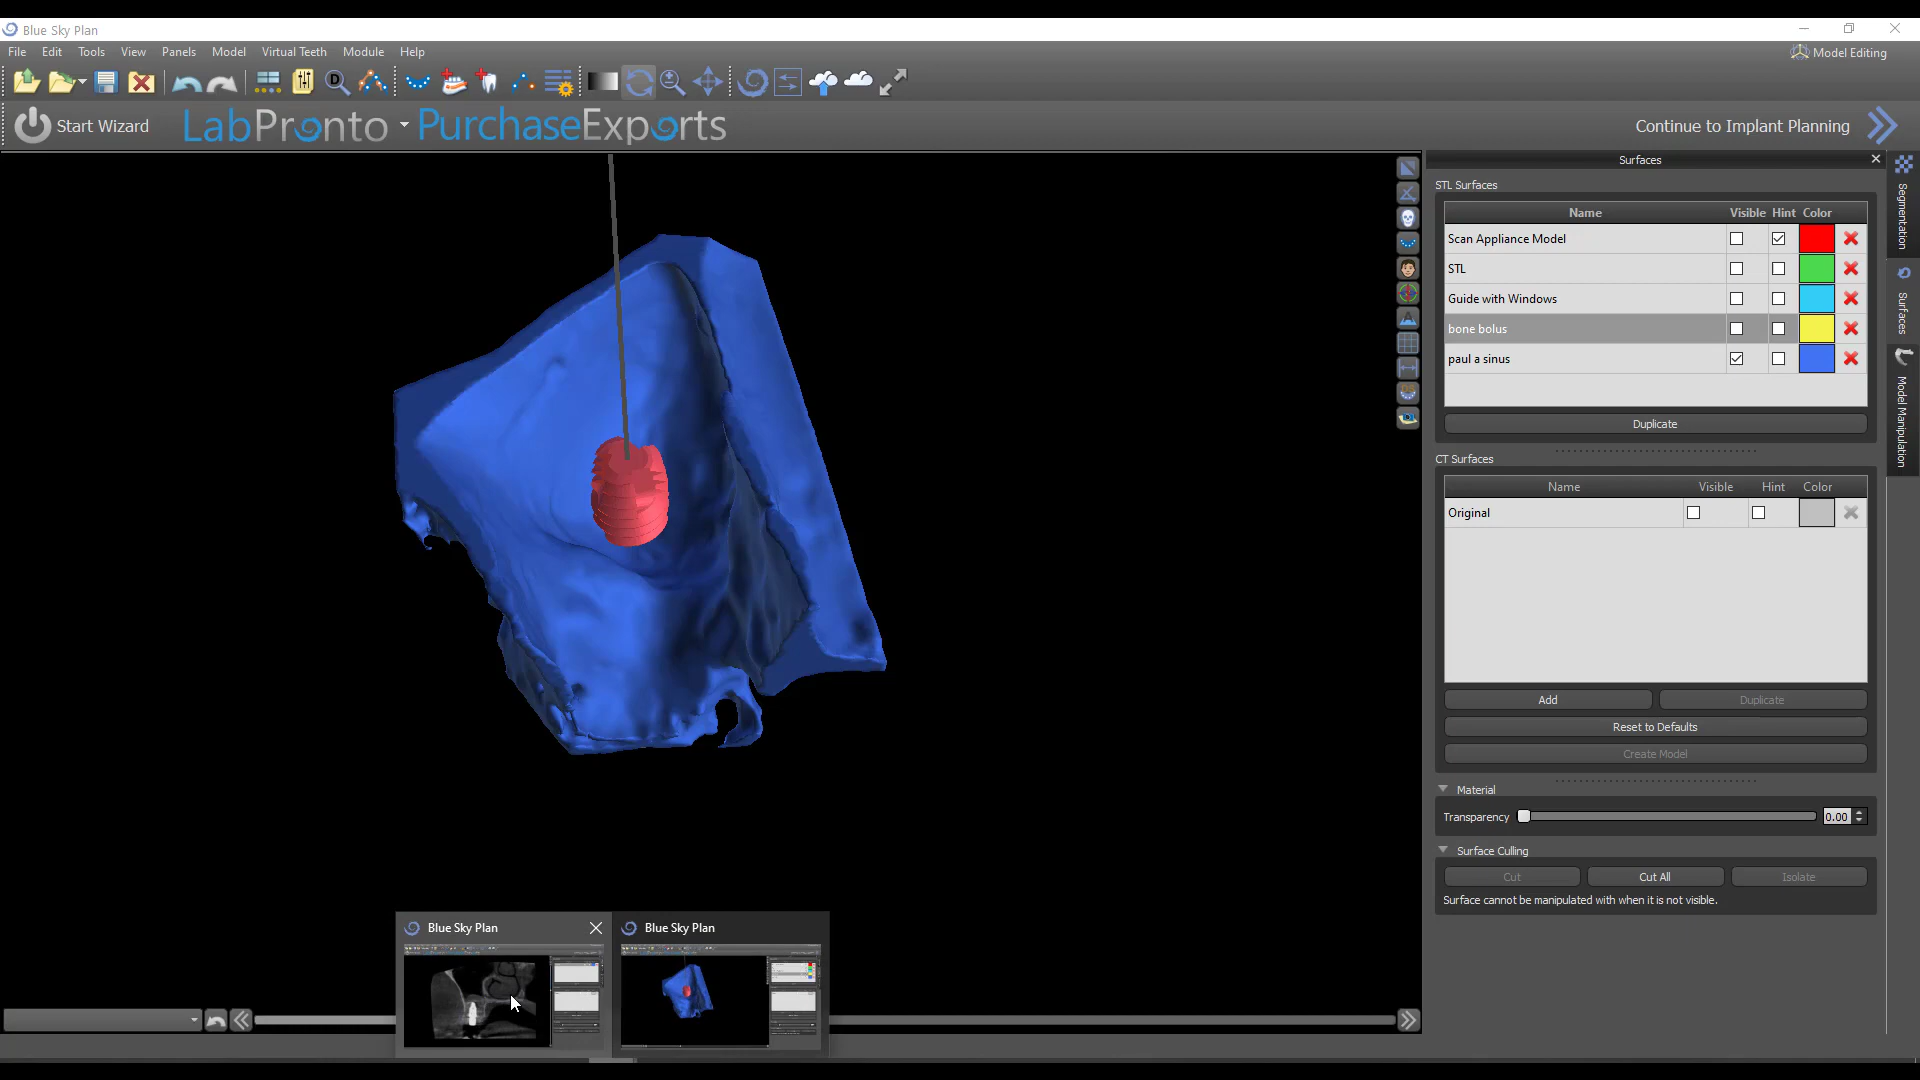 Blue Sky Plan
File Edit Tools View Panels Model Virtual Teeth Module Help
Model Editing
D
Start Wizard
LabPronto
PurchaseExports
Continue to Implant Planning
Surfaces
STL Surfaces
Name Visible Hint Color
Scan Appliance Model
STL
Guide with Windows
bone bolus
paul a sinus
Duplicate
CT Surfaces
Name Visible Hint Color
Original
Add Duplicate
Reset to Defaults
Create Model
Material
Transparency 0.00
Surface Culling
Cut Cut All Isolate
Surface cannot be manipulated with when it is not visible.
Segmentation
Surfaces
Model Manipulation
Blue Sky Plan
Blue Sky Plan